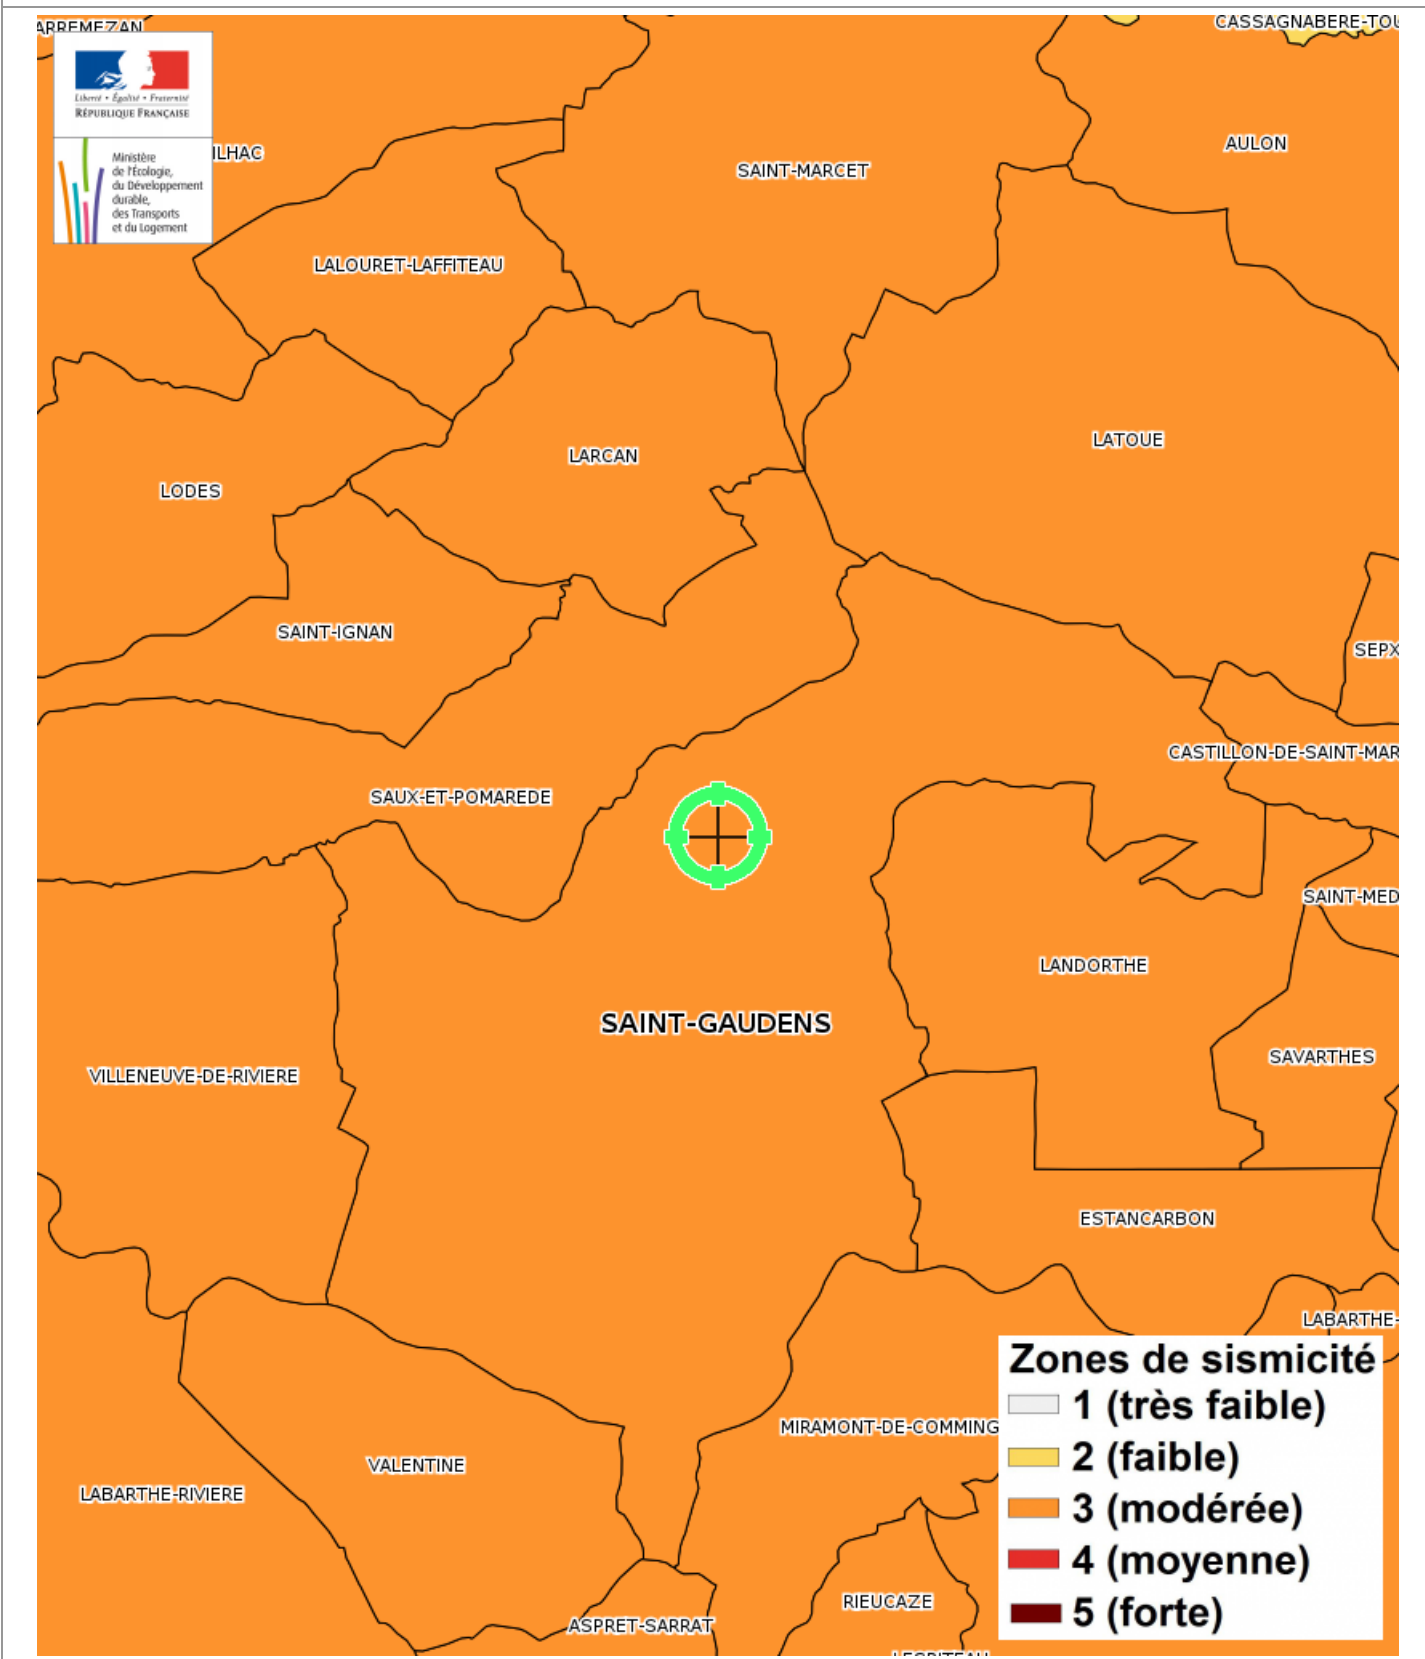 ARREMEZAN
CASSAGNABERE-TOU
Liberté • Égalité • Fraternité
RÉPUBLIQUE FRANÇAISE
Ministère
de l'Écologie,
du Développement
durable,
des Transports
et du Logement
ILHAC
AULON
SAINT-MARCET
LALOURET-LAFFITEAU
LATOUE
LARCAN
LODES
SAINT-IGNAN
SEPX
CASTILLON-DE-SAINT-MAR
SAUX-ET-POMAREDE
SAINT-MED
LANDORTHE
SAINT-GAUDENS
SAVARTHES
VILLENEUVE-DE-RIVIERE
ESTANCARBON
LABARTHE-
MIRAMONT-DE-COMMING
VALENTINE
LABARTHE-RIVIERE
RIEUCAZE
ASPRET-SARRAT
Zones de sismicité
1 (très faible)
2 (faible)
3 (modérée)
4 (moyenne)
5 (forte)